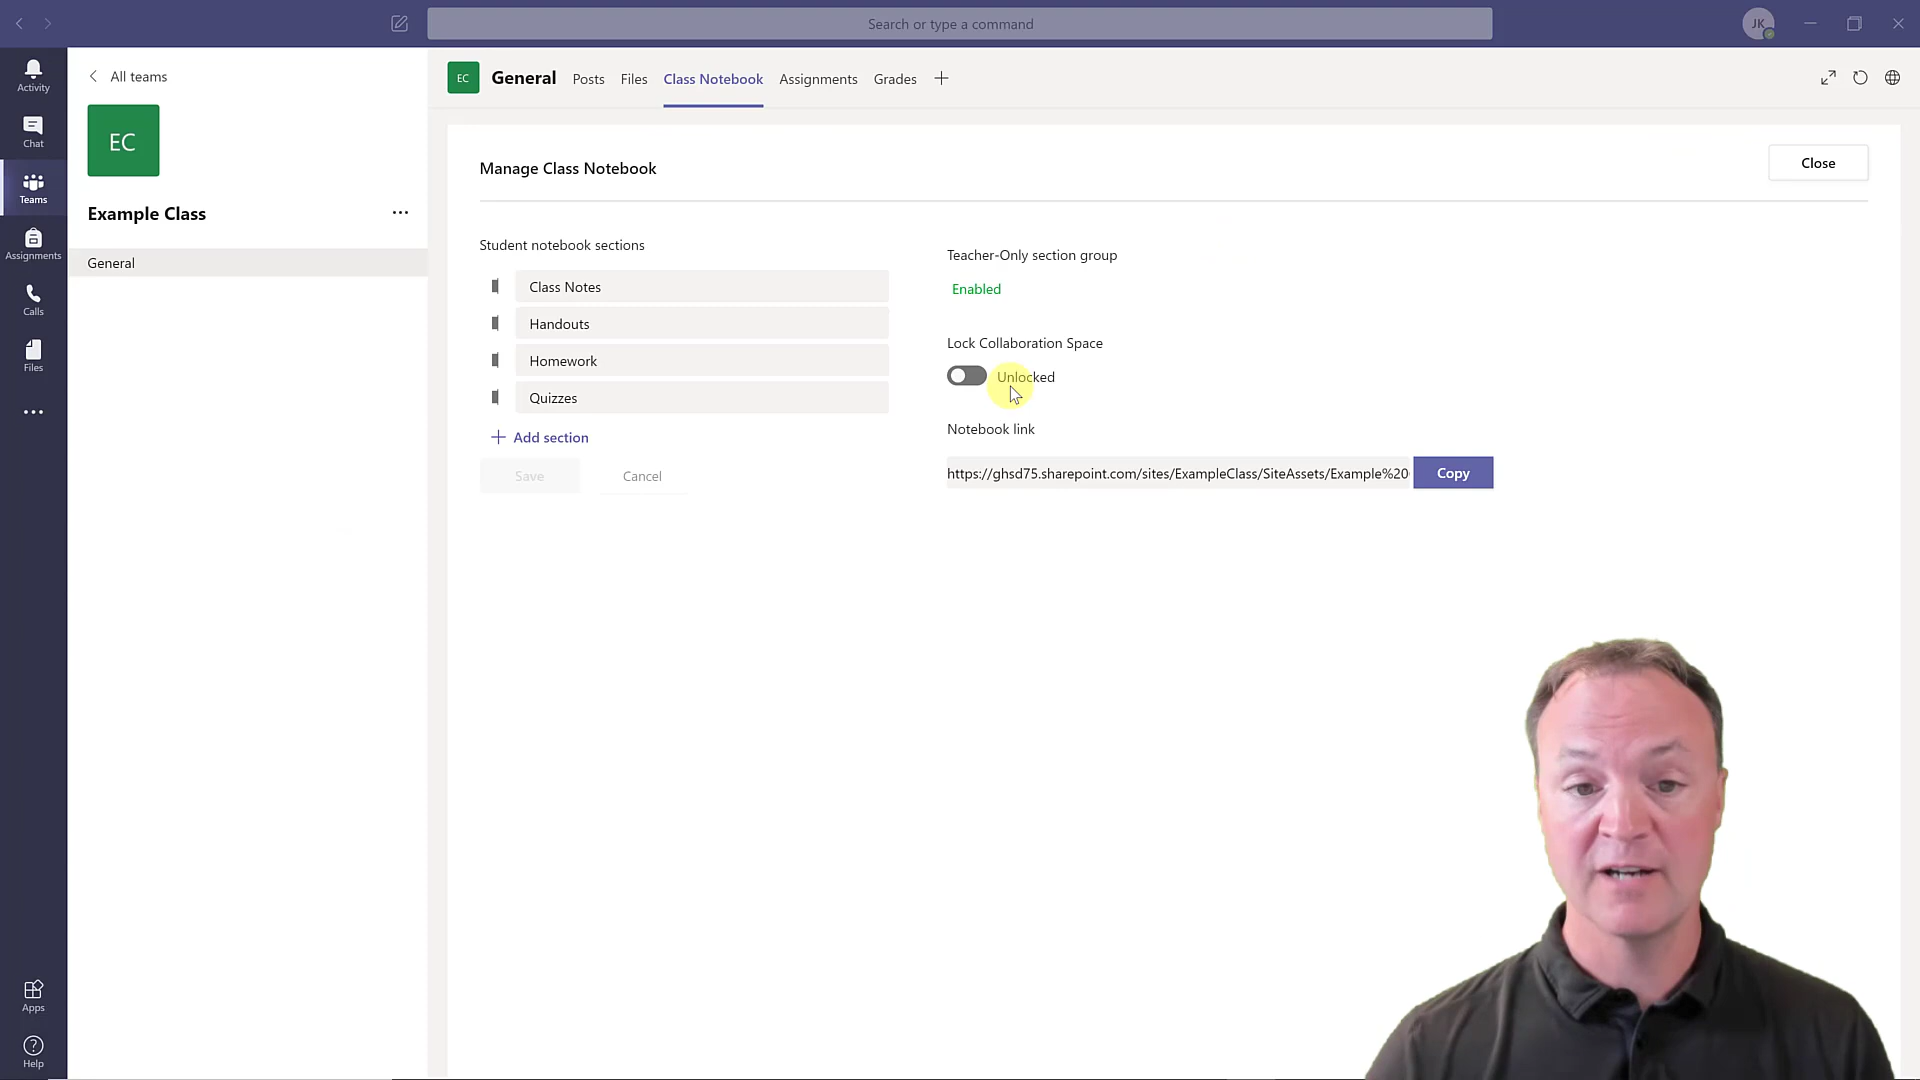 Search or type a command
JK
Activity
Chat
Teams
Assignments
Calls
Files
Apps
Help
All teams
EC
Example Class
General
EC
General
Posts
Files
Class Notebook
Assignments
Grades
Manage Class Notebook
Close
Student notebook sections
Class Notes
Handouts
Homework
Quizzes
Add section
Save
Cancel
Teacher-Only section group
Enabled
Lock Collaboration Space
Unlocked
Notebook link
https://ghsd75.sharepoint.com/sites/ExampleClass/SiteAssets/Example%20
Copy